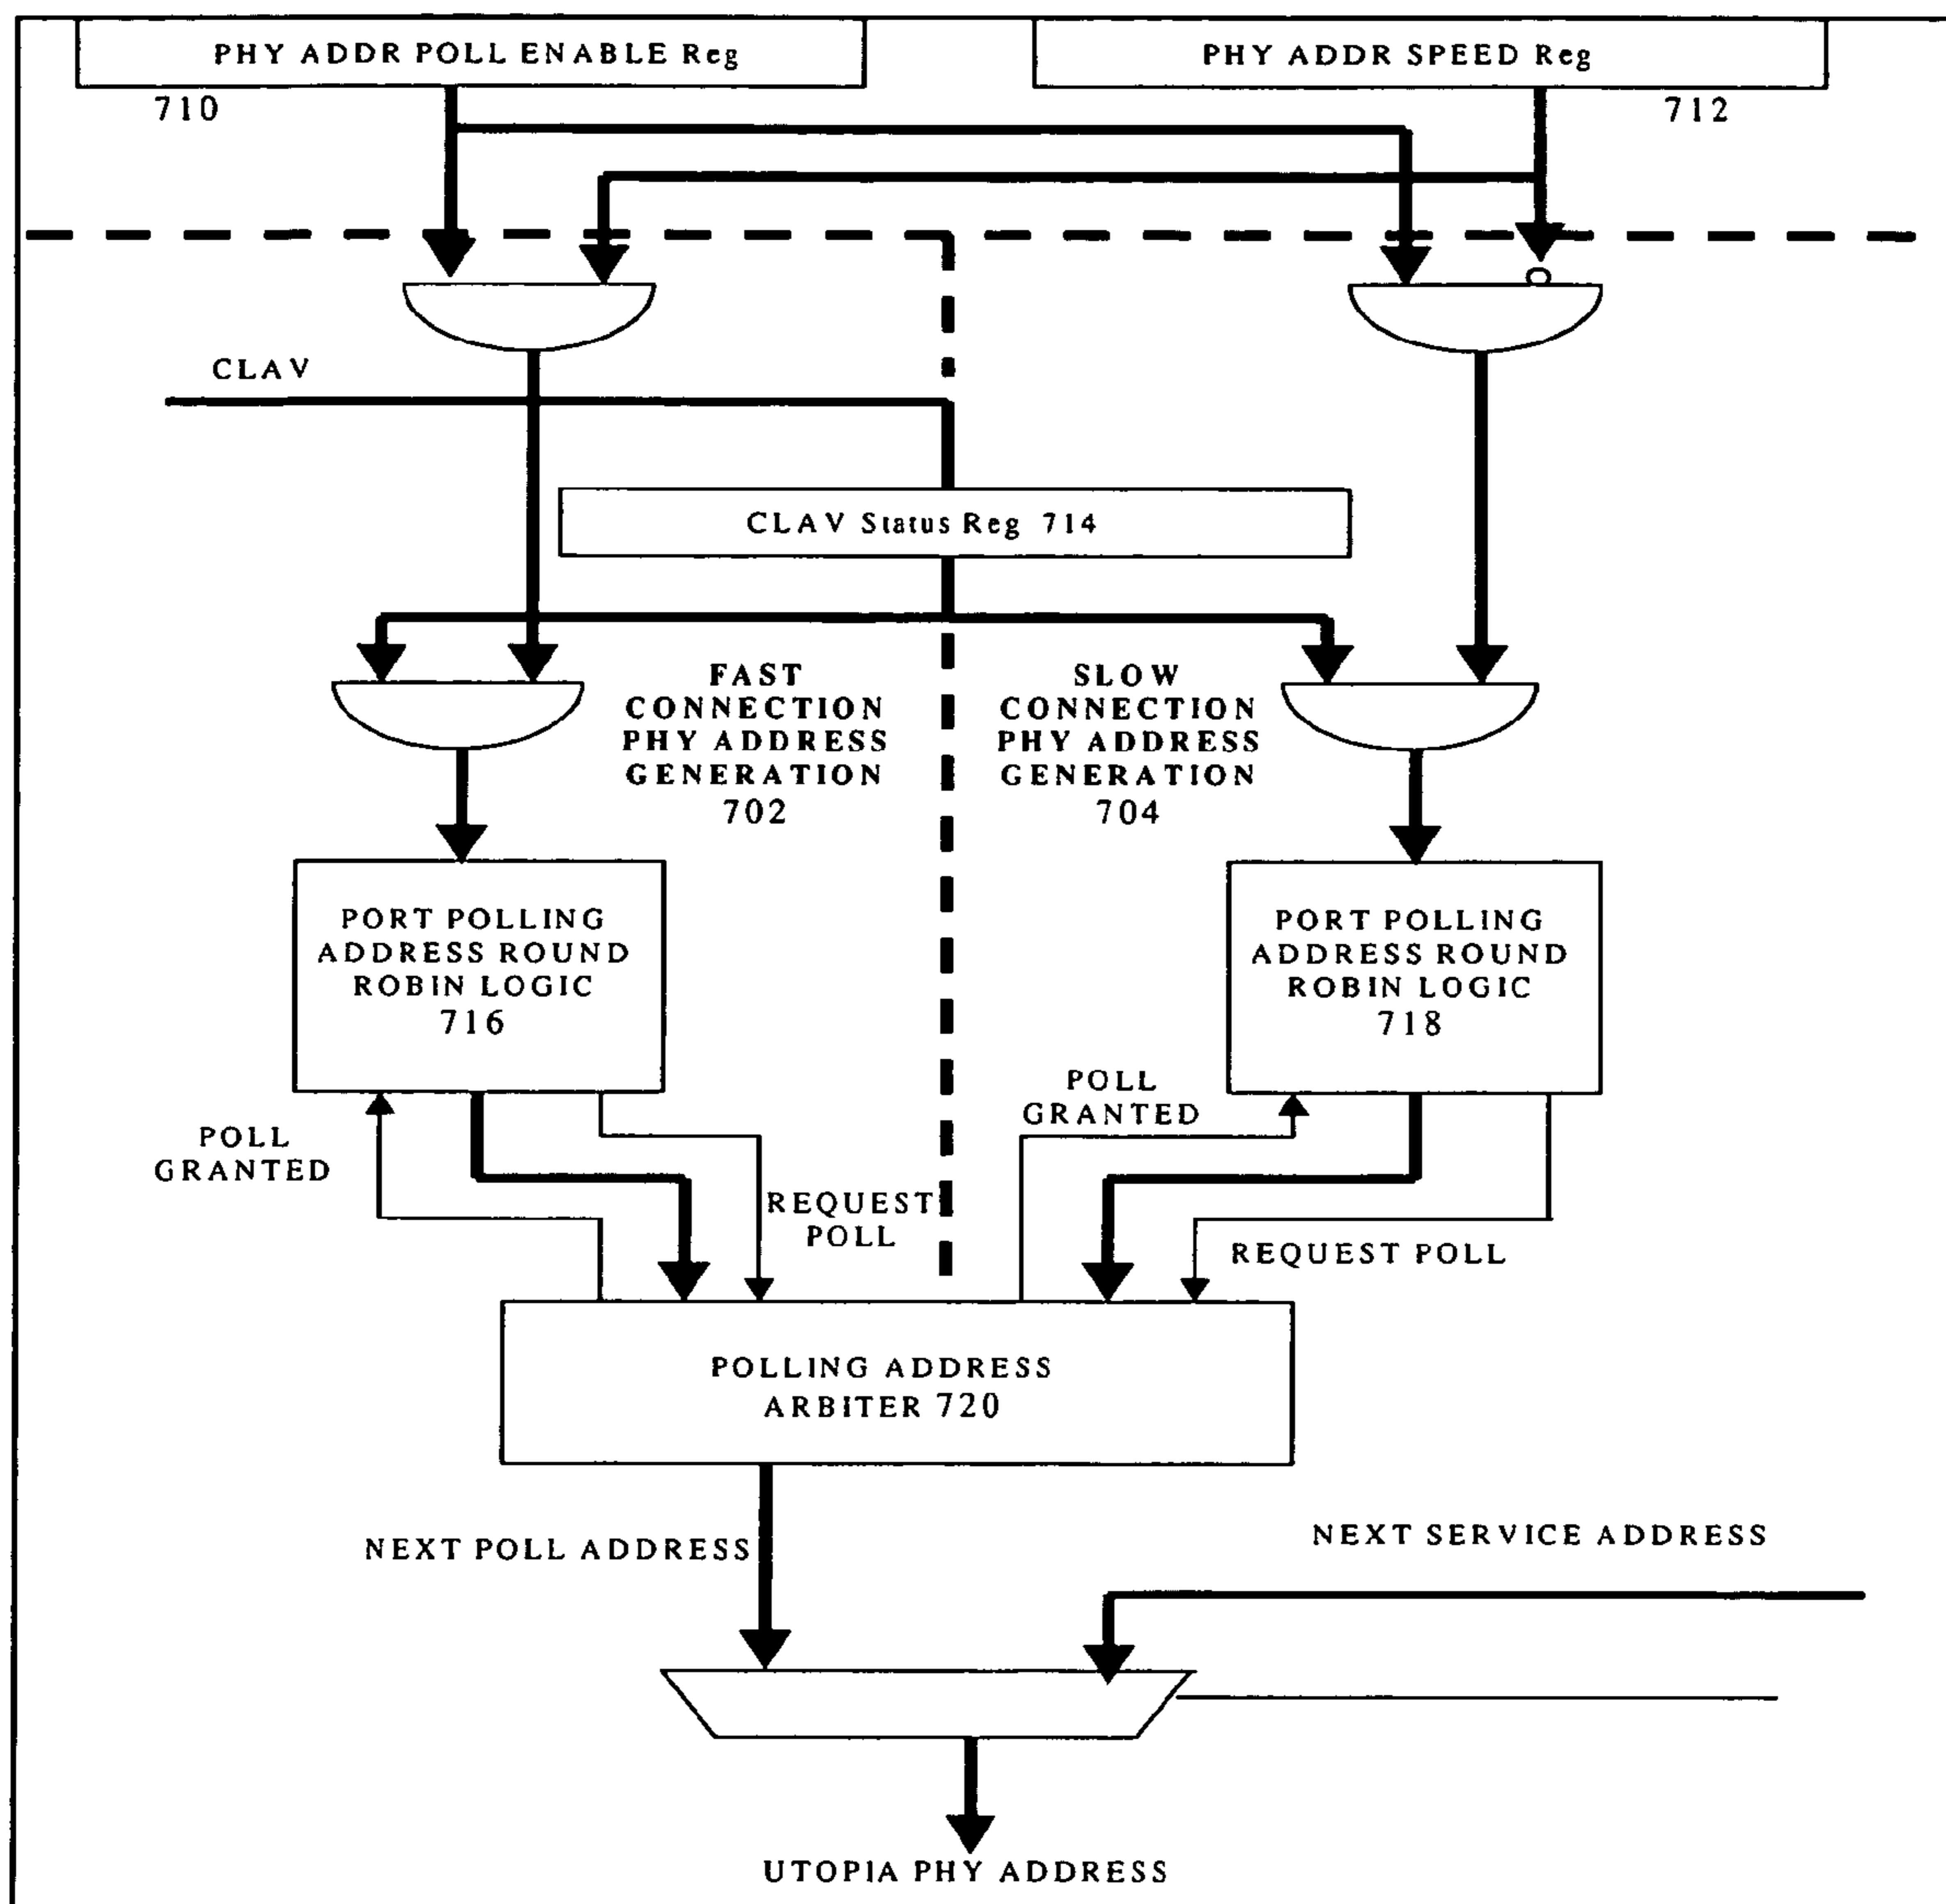 PHY ADDR POLL ENABLE Reg
710
PHY ADDR SPEED Reg
712
CLAV
CLAV Status Reg 714
FAST
CONNECTION
PHY ADDRESS
GENERATION
702
SLOW
CONNECTION
PHY ADDRESS
GENERATION
704
PORT POLLING
ADDRESS ROUND
ROBIN LOGIC
716
PORT POLLING
ADDRESS ROUND
ROBIN LOGIC
718
POLL
GRANTED
REQUEST
POLL
POLL
GRANTED
REQUEST POLL
POLLING ADDRESS
ARBITER 720
NEXT POLL ADDRESS
NEXT SERVICE ADDRESS
UTOPIA PHY ADDRESS